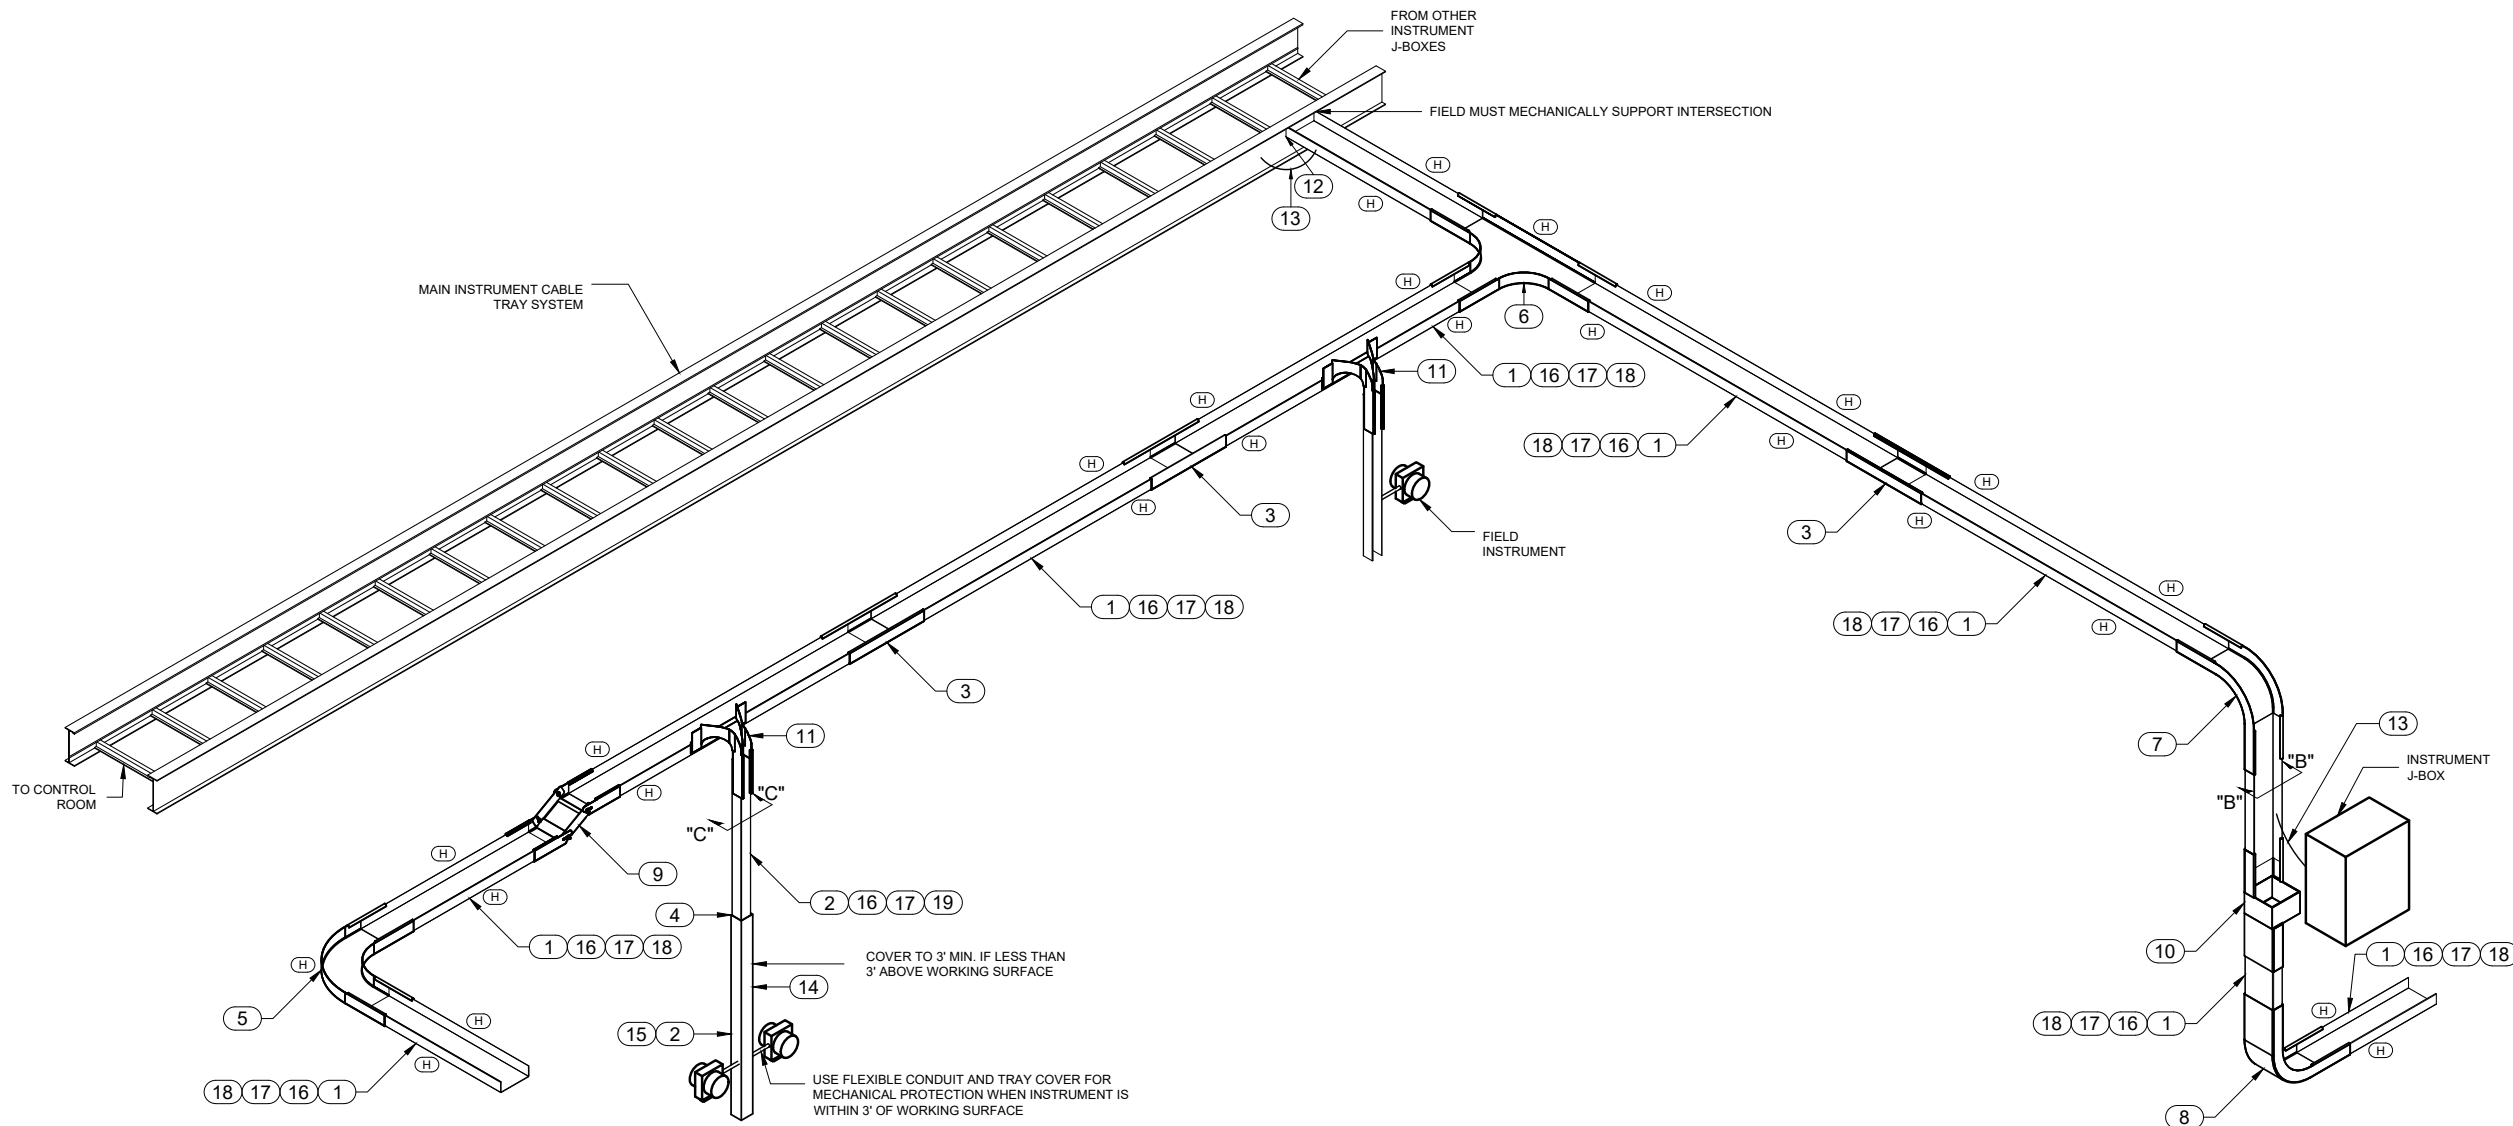 FROM OTHER
INSTRUMENT
J-BOXES
FIELD MUST MECHANICALLY SUPPORT INTERSECTION
H
12
H
13
H
H
MAIN INSTRUMENT CABLE
TRAY SYSTEM
H
H
6
H
H
11
1 16 17 18
H
H
H
18 17 16 1
H
H
H
3
H
3
H
FIELD
INSTRUMENT
1 16 17 18
H
18 17 16 1
H
3
11
H
7
13
"B"
INSTRUMENT
J-BOX
"B"
TO CONTROL
ROOM
H
"C"
"C"
H
9
H
2 16 17 19
4
1 16 17 18
COVER TO 3' MIN. IF LESS THAN
3' ABOVE WORKING SURFACE
H
14
10
1 16 17 18
5
H
15 2
18 17 16 1
H
H
H
18 17 16 1
USE FLEXIBLE CONDUIT AND TRAY COVER FOR
MECHANICAL PROTECTION WHEN INSTRUMENT IS
WITHIN 3' OF WORKING SURFACE
8